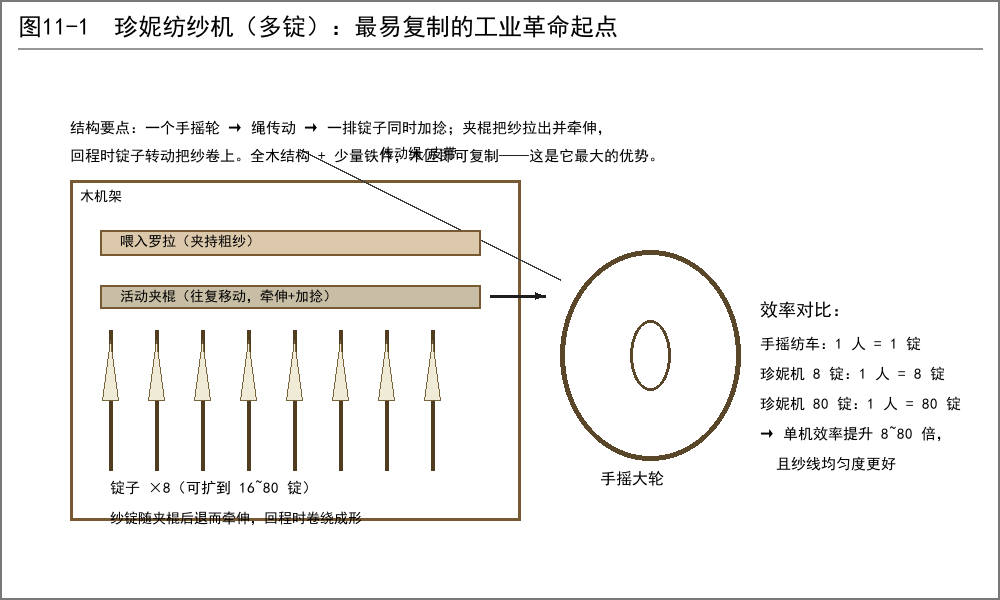 图11-1 珍妮纺纱机（多锭）：最易复制的工业革命起点
结构要点：一个手摇轮 → 绳传动 → 一排锭子同时加捻；夹棍把纱拉出并牵伸，
回程时锭子转动把纱卷上。全木结构 + 少量铁件，木匠即可复制——这是它最大的优势。
传动绳/皮带
木机架
喂入罗拉（夹持粗纱）
活动夹棍（往复移动，牵伸+加捻）
锭子 ×8（可扩到 16~80 锭）
纱锭随夹棍后退而牵伸，回程时卷绕成形
手摇大轮
效率对比：
手摇纺车：1 人 = 1 锭
珍妮机 8 锭：1 人 = 8 锭
珍妮机 80 锭：1 人 = 80 锭
→ 单机效率提升 8~80 倍，
且纱线均匀度更好